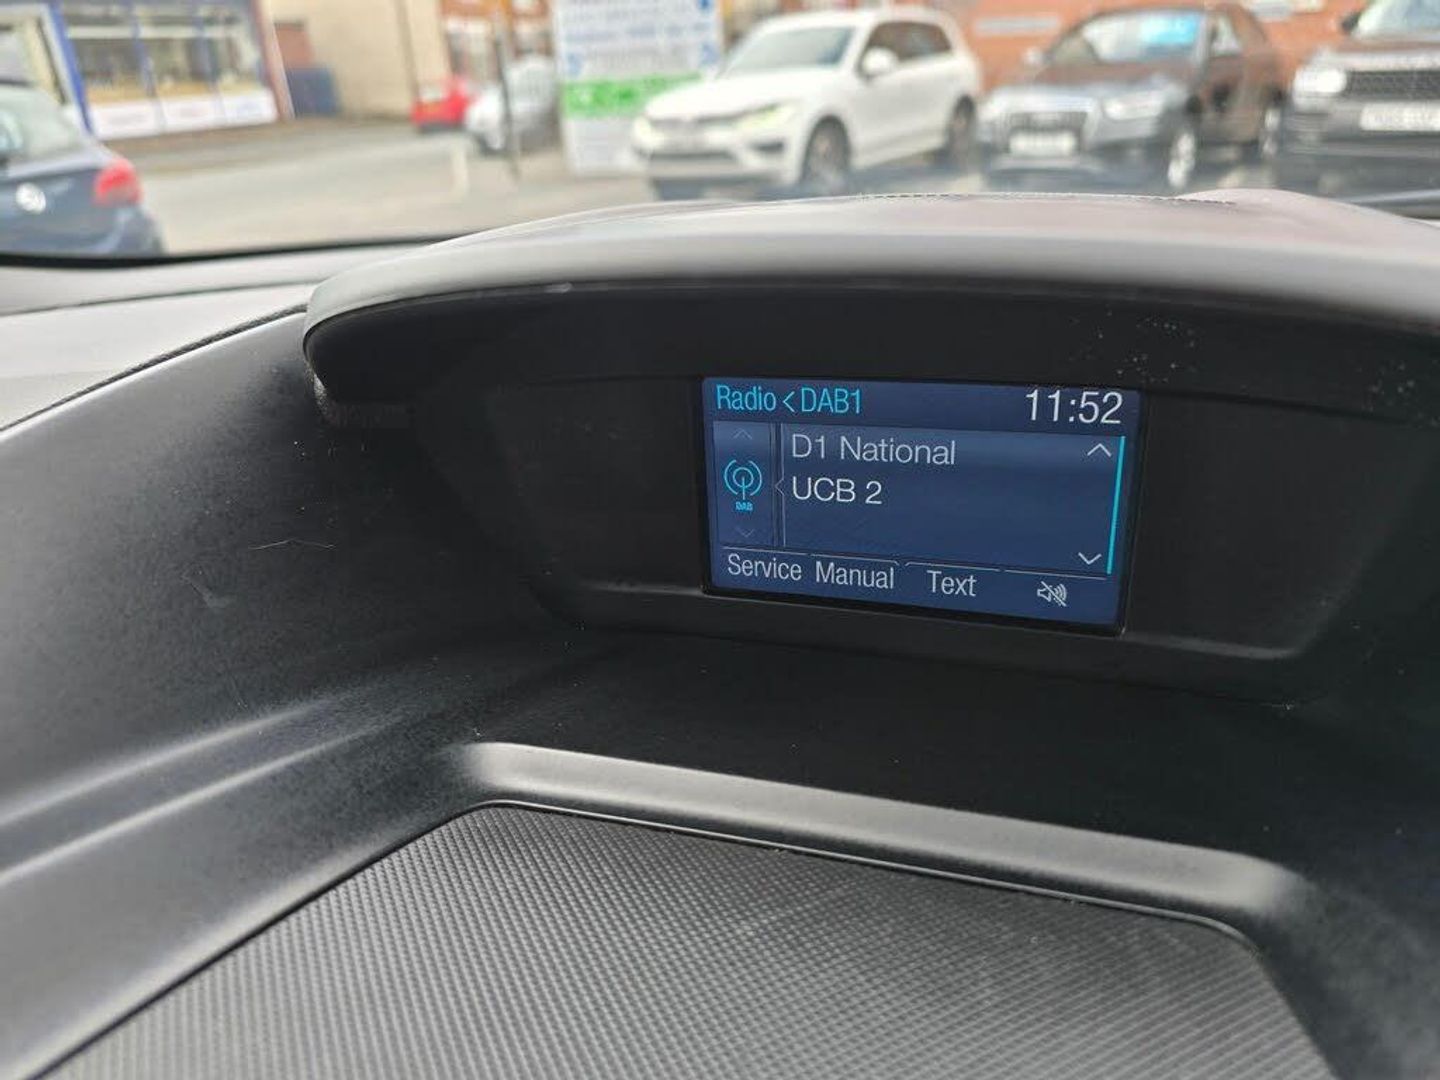 Radio < DAB1 11:52
D1 National
UCB 2
DAB
Service Manual Text